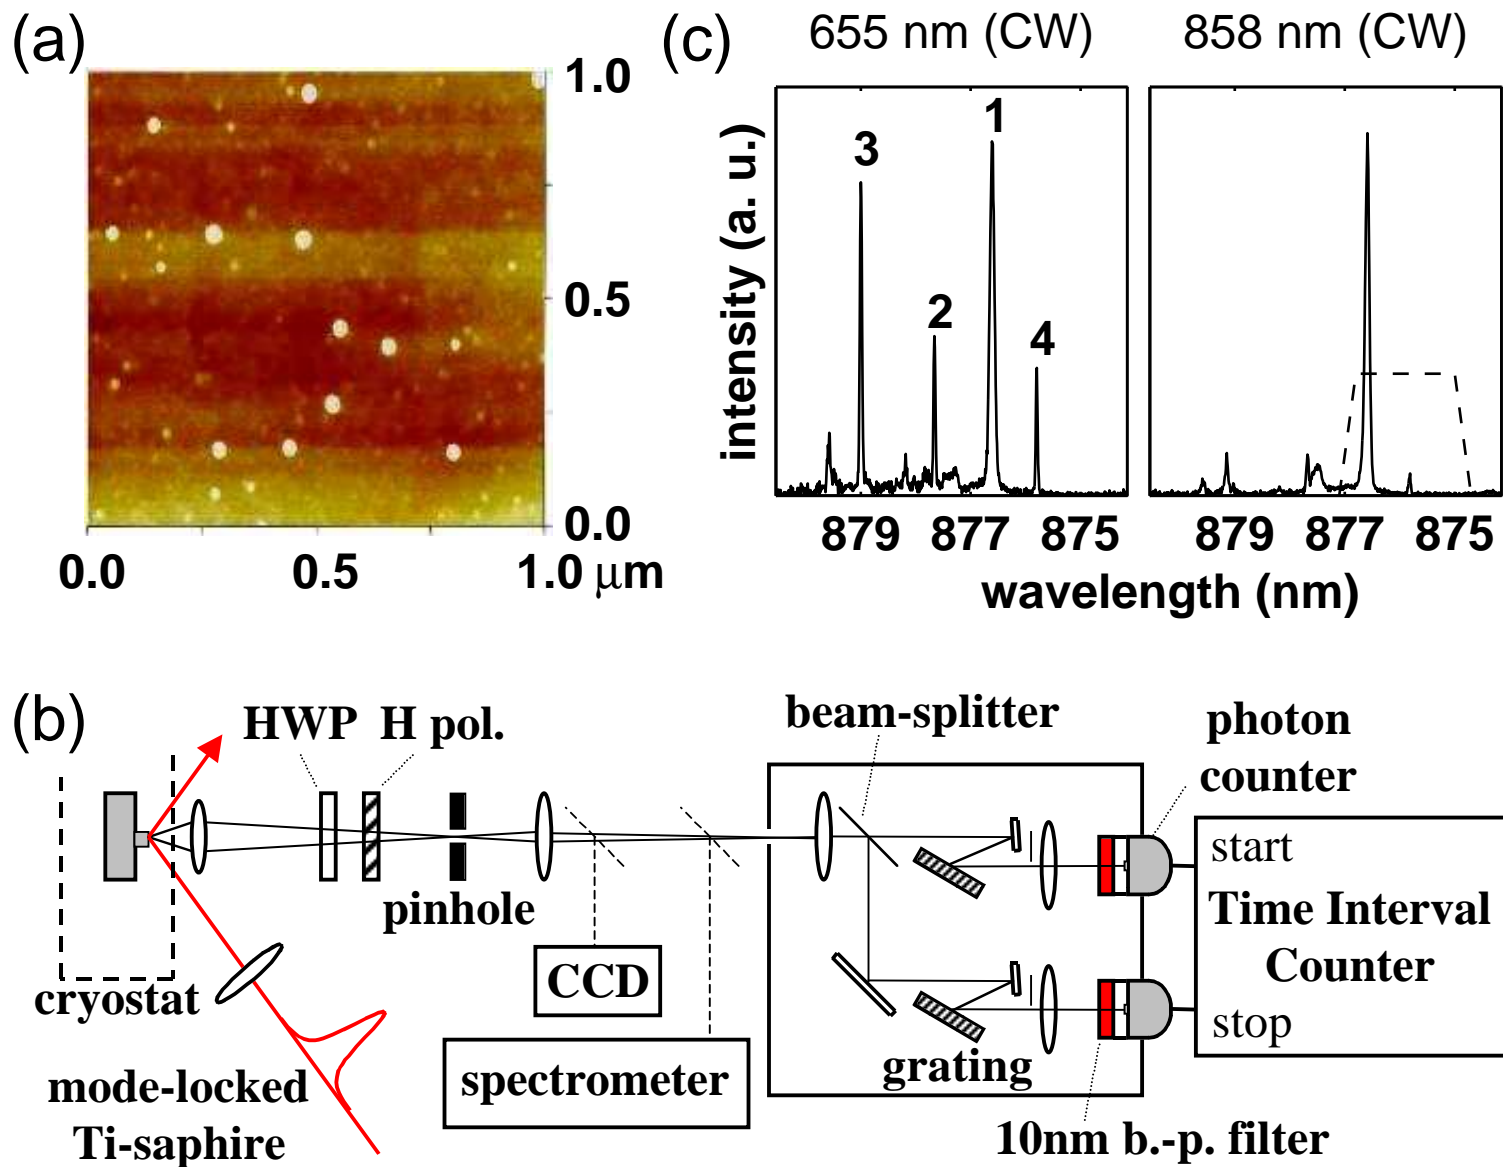 (a)
1.0
0.5
0.0
0.0 0.5 1.0 μm
(c)
655 nm (CW) 858 nm (CW)
intensity (a. u.)
3
1
2
4
879 877 875 879 877 875
wavelength (nm)
(b)
HWP H pol.
beam-splitter
photon
counter
pinhole
cryostat
CCD
spectrometer
mode-locked
Ti-saphire
grating
10nm b.-p. filter
start
Time Interval
Counter
stop